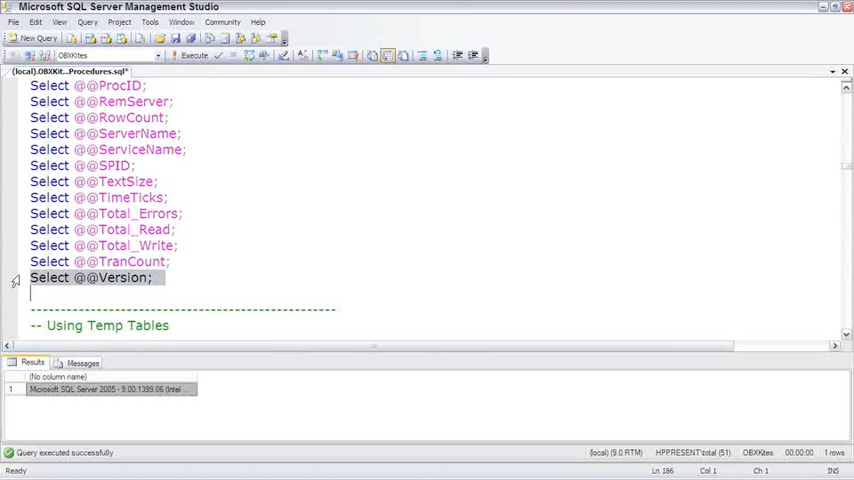 Microsoft SQL Server Management Studio
File Edit View Query Project Tools Window Community Help
New Query
OBXKites Execute
(local).OBXKit...Procedures.sql*
Select @@ProcID;
Select @@RemServer;
Select @@RowCount;
Select @@ServerName;
Select @@ServiceName;
Select @@SPID;
Select @@TextSize;
Select @@TimeTicks;
Select @@Total_Errors;
Select @@Total_Read;
Select @@Total_Write;
Select @@TranCount;
Select @@Version;
---------------------------------------------------
-- Using Temp Tables
Results Messages
(No column name)
1 Microsoft SQL Server 2005 - 9.00.1399.06 (Intel ...
Query executed successfully (local) (9.0 RTM) HPPRESENT\total (51) OBXKites 00:00:00 1 rows
Ready Ln 186 Col 1 Ch 1 INS